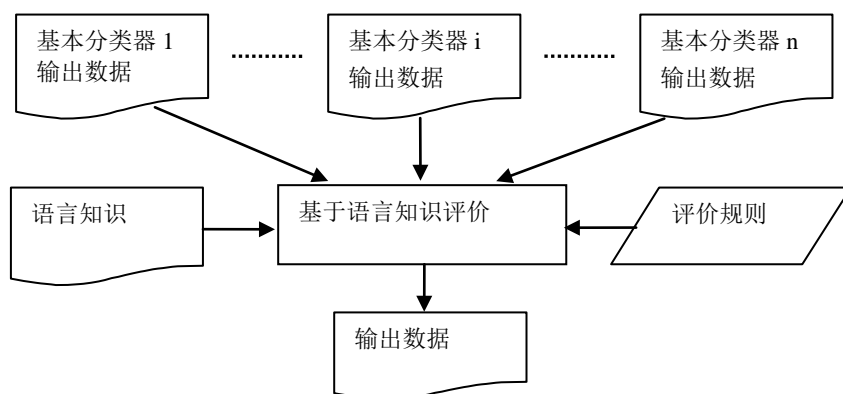 基本分类器 1
输出数据
基本分类器 i
输出数据
基本分类器 n
输出数据
语言知识
基于语言知识评价
评价规则
输出数据